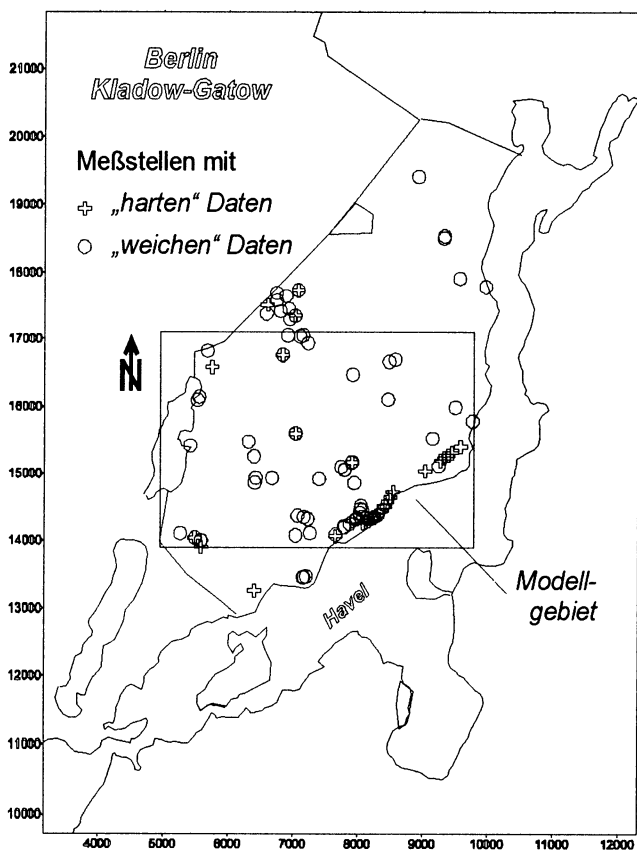 Berlin
Kladow-Gatow
Meßstellen mit
„harten“ Daten
„weichen“ Daten
N
Modell-
gebiet
Havel
21000
20000
19000
18000
17000
16000
15000
14000
13000
12000
11000
10000
4000 5000 6000 7000 8000 9000 10000 11000 12000